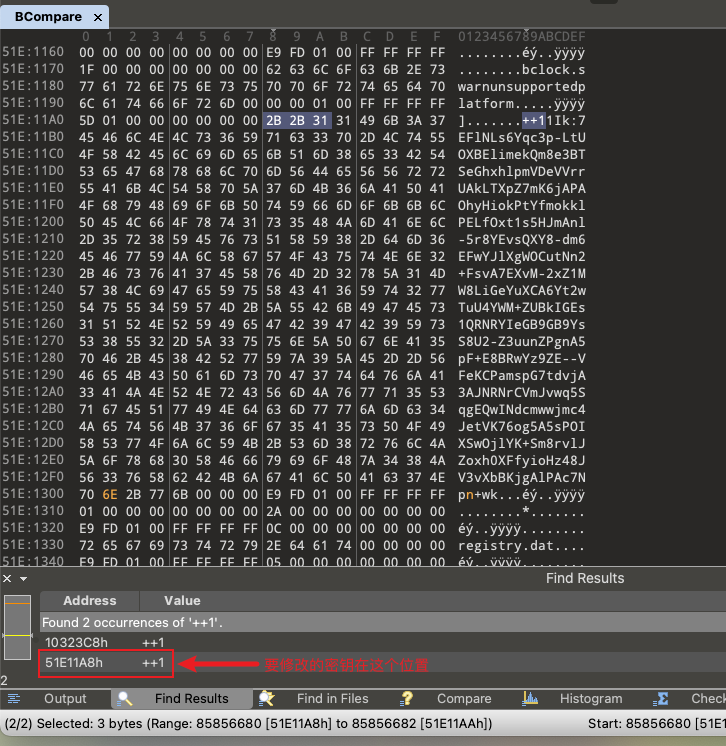 BCompare ×
0 1 2 3 4 5 6 7 8 9 A B C D E F 0123456789ABCDEF
51E:1160 00 00 00 00 00 00 00 00 E9 FD 01 00 FF FF FF FF ........éý..ÿÿÿÿ
51E:1170 1F 00 00 00 00 00 00 00 62 63 6C 6F 63 6B 2E 73 ........bclock.s
51E:1180 77 61 72 6E 75 6E 73 75 70 70 6F 72 74 65 64 70 warnunsupportedp
51E:1190 6C 61 74 66 6F 72 6D 00 00 00 01 00 FF FF FF FF latform.....ÿÿÿÿ
51E:11A0 5D 01 00 00 00 00 00 00 2B 2B 31 31 49 6B 3A 37 ].......++11Ik:7
51E:11B0 45 46 6C 4E 4C 73 36 59 71 63 33 70 2D 4C 74 55 EFlNLs6Yqc3p-LtU
51E:11C0 4F 58 42 45 6C 69 6D 65 6B 51 6D 38 65 33 42 54 OXBElimekQm8e3BT
51E:11D0 53 65 47 68 78 68 6C 70 6D 56 44 65 56 56 72 72 SeGhxhlpmVDeVVrr
51E:11E0 55 41 6B 4C 54 58 70 5A 37 6D 4B 36 6A 41 50 41 UAkLTXpZ7mK6jAPA
51E:11F0 4F 68 79 48 69 6F 6B 50 74 59 66 6D 6F 6B 6B 6C OhyHiokPtYfmokkl
51E:1200 50 45 4C 66 4F 78 74 31 73 35 48 4A 6D 41 6E 6C PELfOxt1s5HJmAnl
51E:1210 2D 35 72 38 59 45 76 73 51 58 59 38 2D 64 6D 36 -5r8YEvsQXY8-dm6
51E:1220 45 46 77 59 4A 6C 58 67 57 4F 43 75 74 4E 6E 32 EFwYJlXgWOCutNn2
51E:1230 2B 46 73 76 41 37 45 58 76 4D 2D 32 78 5A 31 4D +FsvA7EXvM-2xZ1M
51E:1240 57 38 4C 69 47 65 59 75 58 43 41 36 59 74 32 77 W8LiGeYuXCA6Yt2w
51E:1250 54 75 55 34 59 57 4D 2B 5A 55 42 6B 49 47 45 73 TuU4YWM+ZUBkIGEs
51E:1260 31 51 52 4E 52 59 49 65 47 42 39 47 42 39 59 73 1QRNRYIeGB9GB9Ys
51E:1270 53 38 55 32 2D 5A 33 75 75 6E 5A 50 67 6E 41 35 S8U2-Z3uunZPgnA5
51E:1280 70 46 2B 45 38 42 52 77 59 7A 39 5A 45 2D 2D 56 pF+E8BRwYz9ZE--V
51E:1290 46 65 4B 43 50 61 6D 73 70 47 37 74 64 76 6A 41 FeKCPamspG7tdvjA
51E:12A0 33 41 4A 4E 52 4E 72 43 56 6D 4A 76 77 71 35 53 3AJNRNrCVmJvwq5S
51E:12B0 71 67 45 51 77 49 4E 64 63 6D 77 77 6A 6D 63 34 qgEQwINdcmwwjmc4
51E:12C0 4A 65 74 56 4B 37 36 6F 67 35 41 35 73 50 4F 49 JetVK76og5A5sPOI
51E:12D0 58 53 77 4F 6A 6C 59 4B 2B 53 6D 38 72 76 6C 4A XSwOjlYK+Sm8rvlJ
51E:12E0 5A 6F 78 68 30 58 46 66 79 69 6F 48 7A 34 38 4A Zoxh0XFfyioHz48J
51E:12F0 56 33 76 58 62 42 4B 6A 67 41 6C 50 41 63 37 4E V3vXbBKjgAlPAc7N
51E:1300 70 6E 2B 77 6B 00 00 00 E9 FD 01 00 FF FF FF FF pn+wk...éý..ÿÿÿÿ
51E:1310 01 00 00 00 00 00 00 00 2A 00 00 00 00 00 00 00 ........*.......
51E:1320 E9 FD 01 00 FF FF FF FF 0C 00 00 00 00 00 00 00 éý..ÿÿÿÿ........
51E:1330 72 65 67 69 73 74 72 79 2E 64 61 74 00 00 00 00 registry.dat....
51E:1340 E9 FD 01 00 FF FF FF FF 05 00 00 00 00 00 00 00 éý..ÿÿÿÿ........
Find Results
Address Value
Found 2 occurrences of '++1'.
10323C8h ++1
51E11A8h ++1 要修改的密钥在这个位置
2
Output Find Results Find in Files Compare Histogram Check
(2/2) Selected: 3 bytes (Range: 85856680 [51E11A8h] to 85856682 [51E11AAh]) Start: 85856680 [51E1